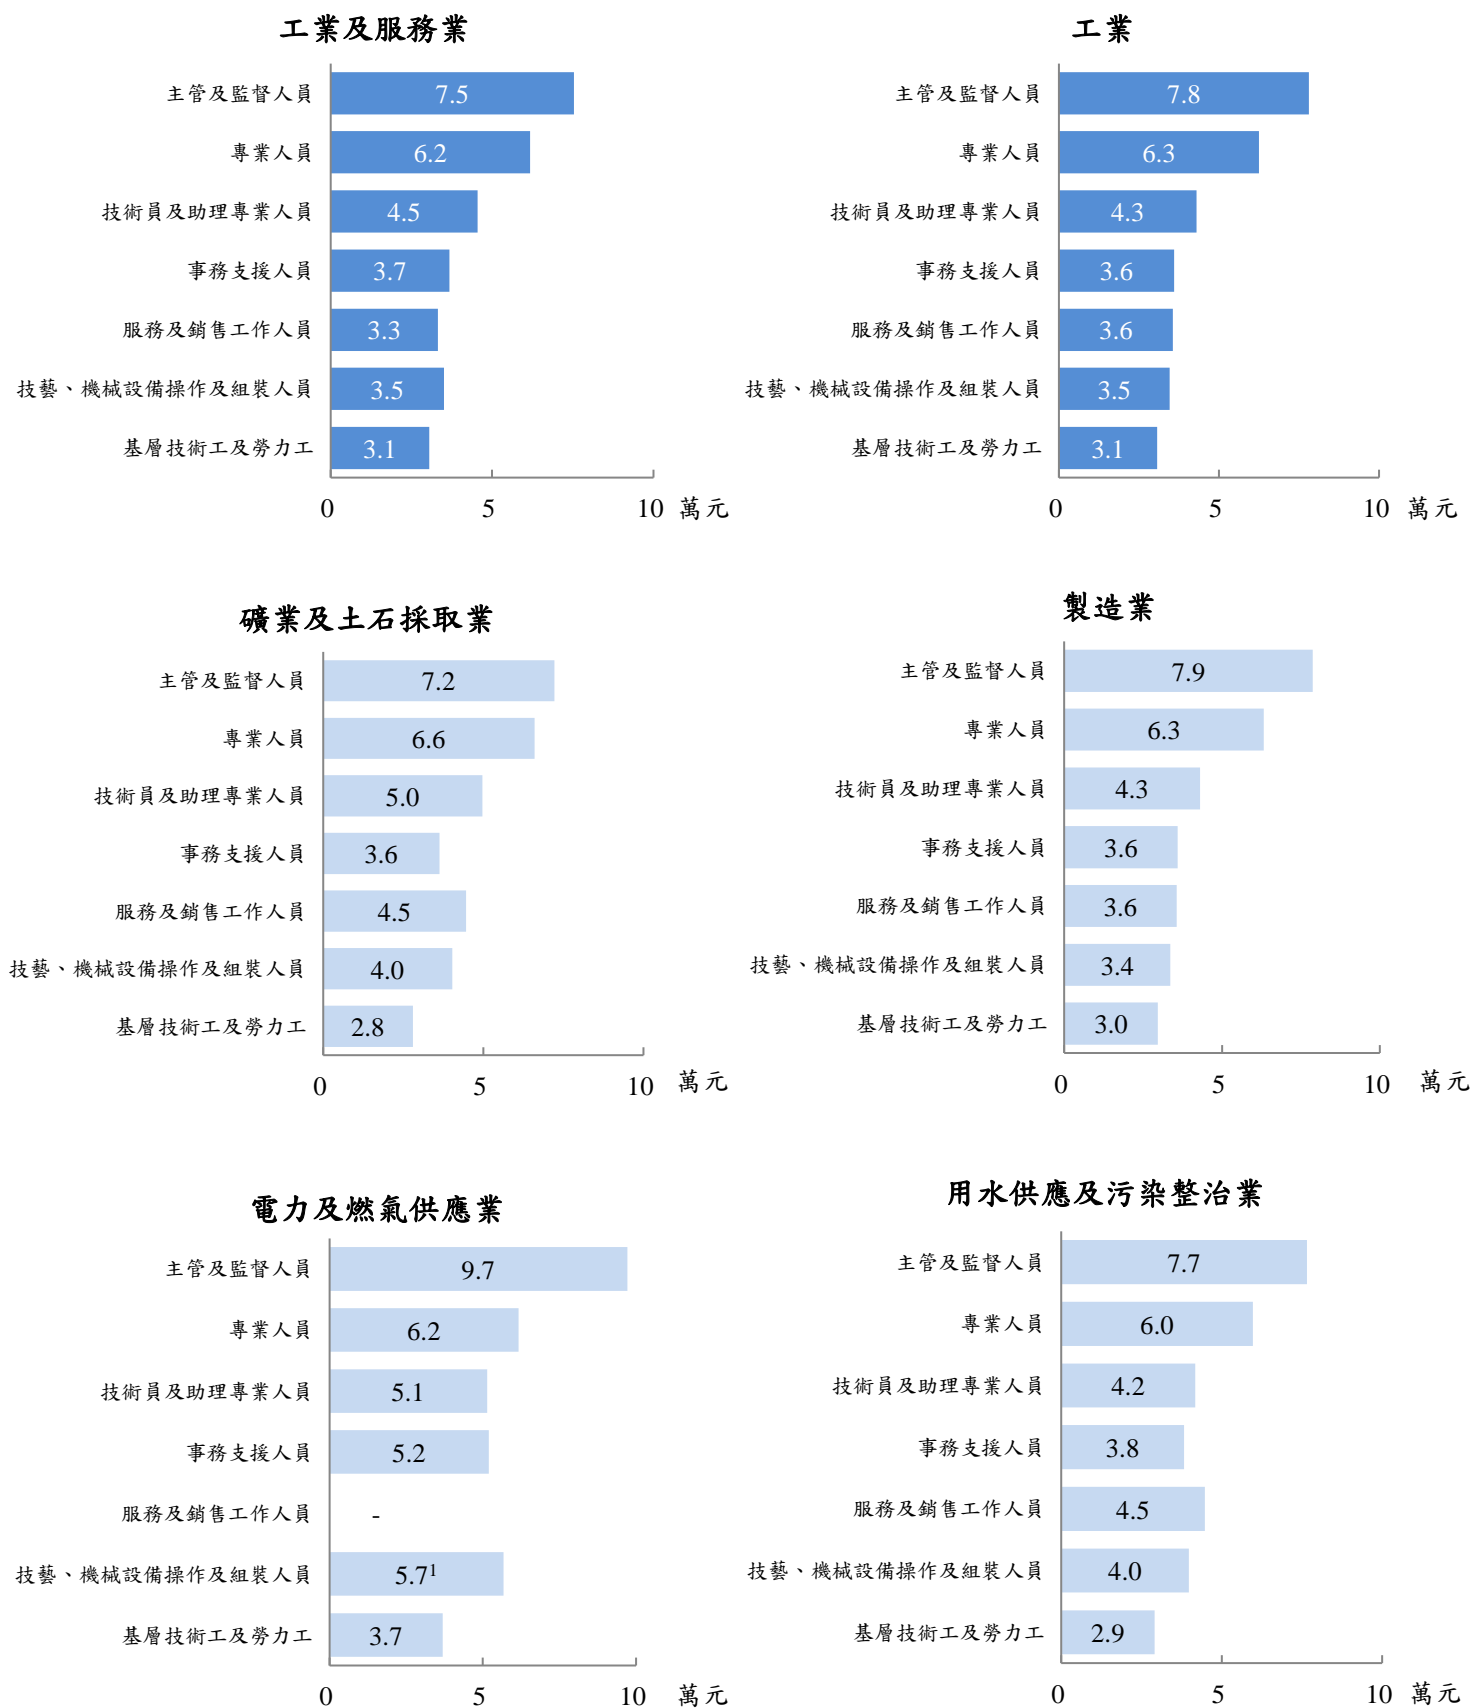 工業及服務業
主管及監督人員 7.5
專業人員 6.2
技術員及助理專業人員 4.5
事務支援人員 3.7
服務及銷售工作人員 3.3
技藝、機械設備操作及組裝人員 3.5
基層技術工及勞力工 3.1
0 5 10 萬元
工業
主管及監督人員 7.8
專業人員 6.3
技術員及助理專業人員 4.3
事務支援人員 3.6
服務及銷售工作人員 3.6
技藝、機械設備操作及組裝人員 3.5
基層技術工及勞力工 3.1
0 5 10 萬元
礦業及土石採取業
主管及監督人員 7.2
專業人員 6.6
技術員及助理專業人員 5.0
事務支援人員 3.6
服務及銷售工作人員 4.5
技藝、機械設備操作及組裝人員 4.0
基層技術工及勞力工 2.8
0 5 10 萬元
製造業
主管及監督人員 7.9
專業人員 6.3
技術員及助理專業人員 4.3
事務支援人員 3.6
服務及銷售工作人員 3.6
技藝、機械設備操作及組裝人員 3.4
基層技術工及勞力工 3.0
0 5 10 萬元
電力及燃氣供應業
主管及監督人員 9.7
專業人員 6.2
技術員及助理專業人員 5.1
事務支援人員 5.2
服務及銷售工作人員 -
技藝、機械設備操作及組裝人員 5.7¹
基層技術工及勞力工 3.7
0 5 10 萬元
用水供應及污染整治業
主管及監督人員 7.7
專業人員 6.0
技術員及助理專業人員 4.2
事務支援人員 3.8
服務及銷售工作人員 4.5
技藝、機械設備操作及組裝人員 4.0
基層技術工及勞力工 2.9
0 5 10 萬元